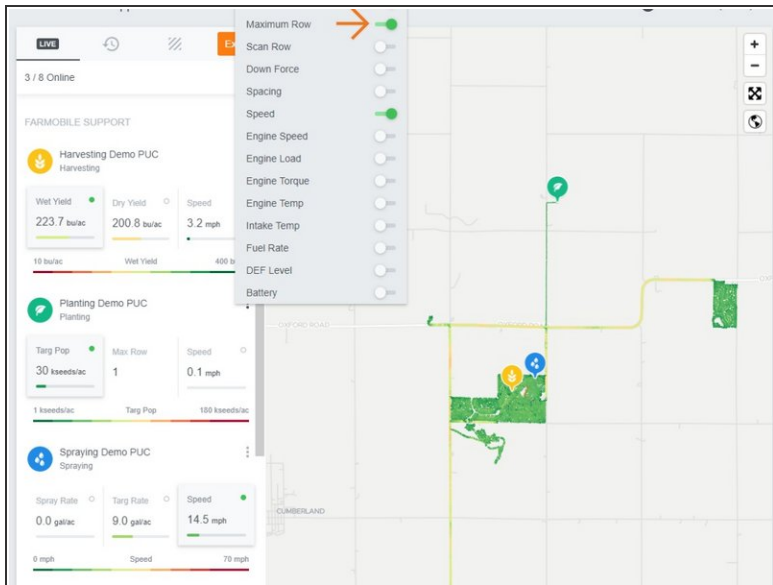 Maximum Row
LIVE
Scan Row
Down Force
3 / 8 Online
Spacing
Speed
FARMOBILE SUPPORT
Engine Speed
Harvesting Demo PUC
Harvesting
Engine Load
Engine Torque
Engine Temp
Intake Temp
Fuel Rate
DEF Level
Battery
Wet Yield
Dry Yield
Speed
223.7 bu/ac
200.8 bu/ac
3.2 mph
10 bu/ac
Wet Yield
400
Planting Demo PUC
Planting
Targ Pop
Max Row
Speed
30 kseeds/ac
1
0.1 mph
1 kseeds/ac
Targ Pop
180 kseeds/ac
Spraying Demo PUC
Spraying
Spray Rate
Targ Rate
Speed
0.0 gal/ac
9.0 gal/ac
14.5 mph
0 mph
Speed
70 mph
OXFORD ROAD
CUMBERLAND